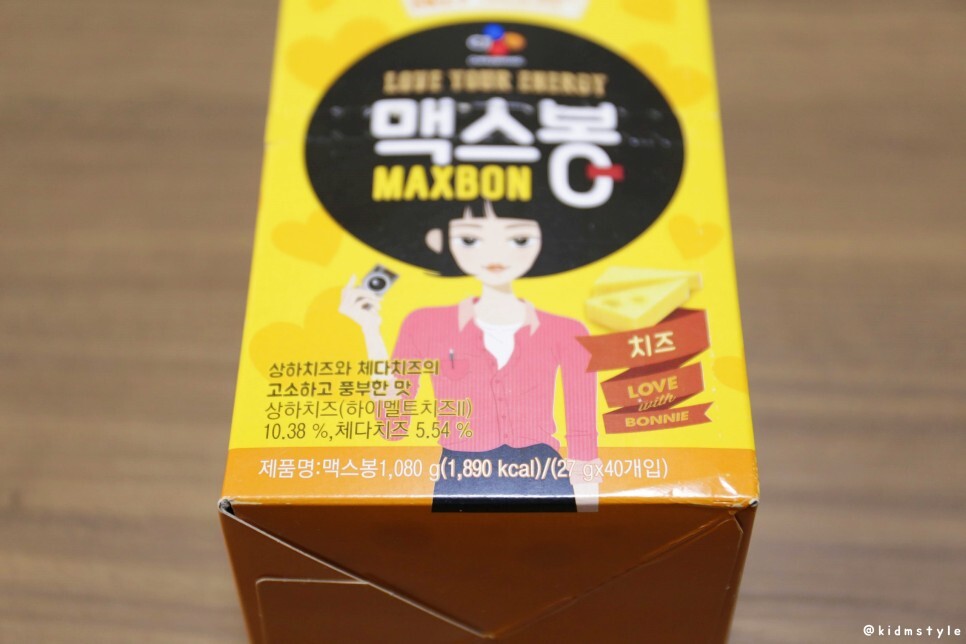 LOVE YOUR ENERGY
맥스봉
MAXBON
치즈
LOVE
with
BONNIE
상하치즈와 체다치즈의
고소하고 풍부한 맛
상하치즈(하이멜트치즈II)
10.38 %,체다치즈 5.54 %
제품명:맥스봉1,080 g(1,890 kcal)/(27 gx40개입)
@kidmstyle